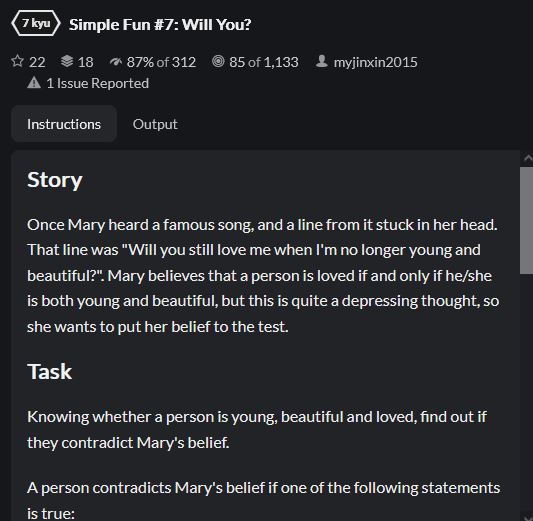 7 kyu Simple Fun #7: Will You?
22 18 87% of 312 85 of 1,133 myjinxin2015
1 Issue Reported
Instructions Output
Story
Once Mary heard a famous song, and a line from it stuck in her head.
That line was "Will you still love me when I'm no longer young and
beautiful?". Mary believes that a person is loved if and only if he/she
is both young and beautiful, but this is quite a depressing thought, so
she wants to put her belief to the test.
Task
Knowing whether a person is young, beautiful and loved, find out if
they contradict Mary's belief.
A person contradicts Mary's belief if one of the following statements
is true: